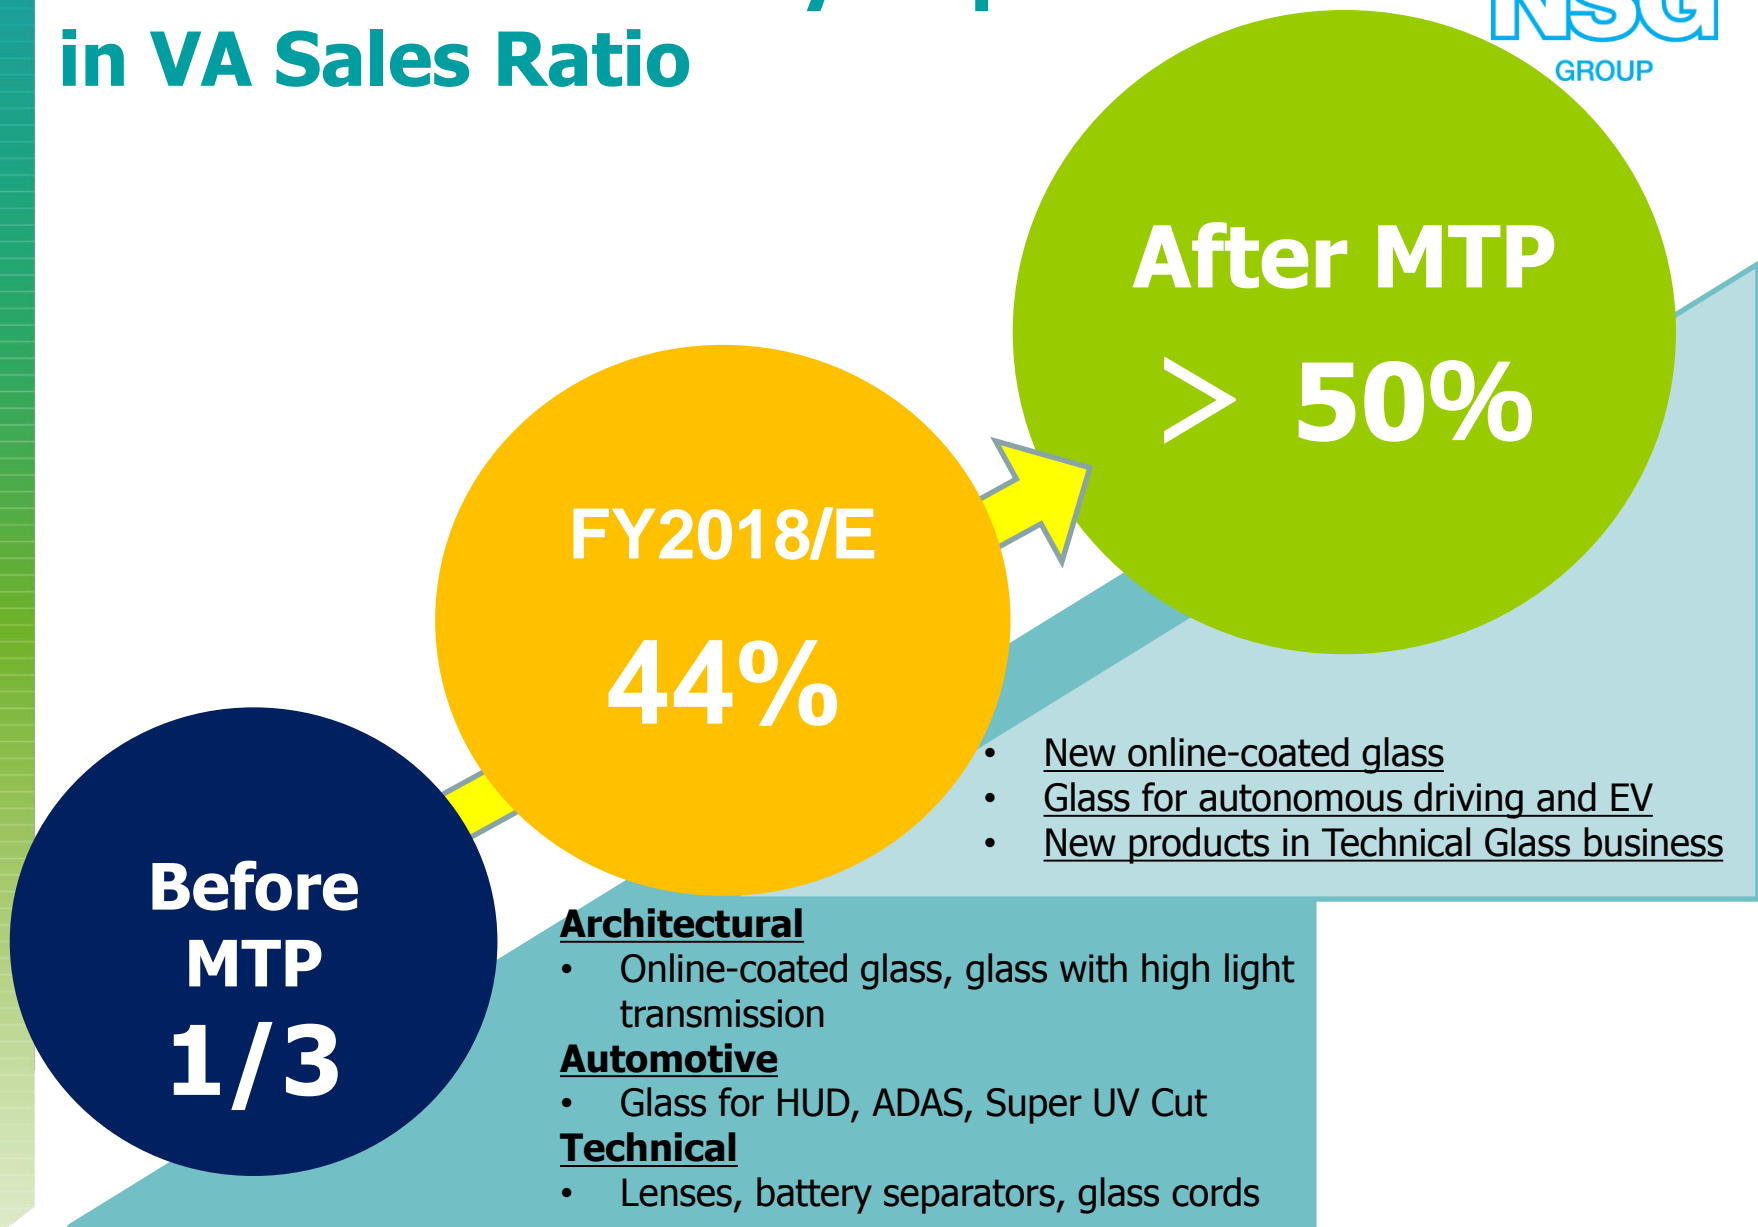 in VA Sales Ratio
NSG
GROUP
After MTP
> 50%
FY2018/E
44%
Before
MTP
1/3
• New online-coated glass
• Glass for autonomous driving and EV
• New products in Technical Glass business
Architectural
• Online-coated glass, glass with high light
transmission
Automotive
• Glass for HUD, ADAS, Super UV Cut
Technical
• Lenses, battery separators, glass cords